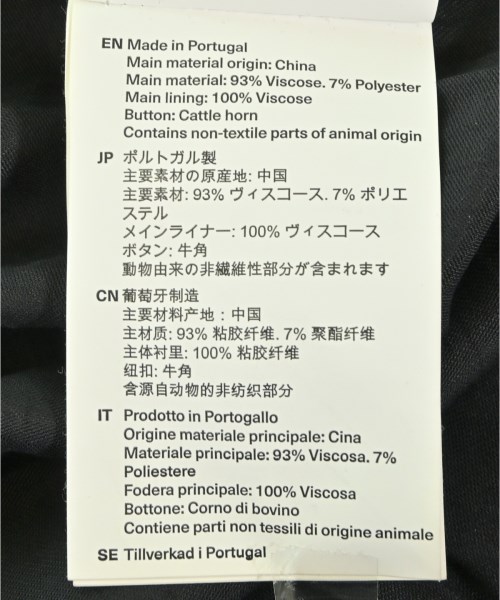 EN Made in Portugal
Main material origin: China
Main material: 93% Viscose. 7% Polyester
Main lining: 100% Viscose
Button: Cattle horn
Contains non-textile parts of animal origin
JP ポルトガル製
主要素材の原産地: 中国
主要素材: 93% ヴィスコース. 7% ポリエ
ステル
メインライナー: 100% ヴィスコース
ボタン: 牛角
動物由来の非繊維性部分が含まれます
CN 葡萄牙制造
主要材料产地：中国
主材质: 93% 粘胶纤维. 7% 聚酯纤维
主体衬里: 100% 粘胶纤维
纽扣: 牛角
含源自动物的非纺织部分
IT Prodotto in Portogallo
Origine materiale principale: Cina
Materiale principale: 93% Viscosa. 7%
Poliestere
Fodera principale: 100% Viscosa
Bottone: Corno di bovino
Contiene parti non tessili di origine animale
SE Tillverkad i Portugal